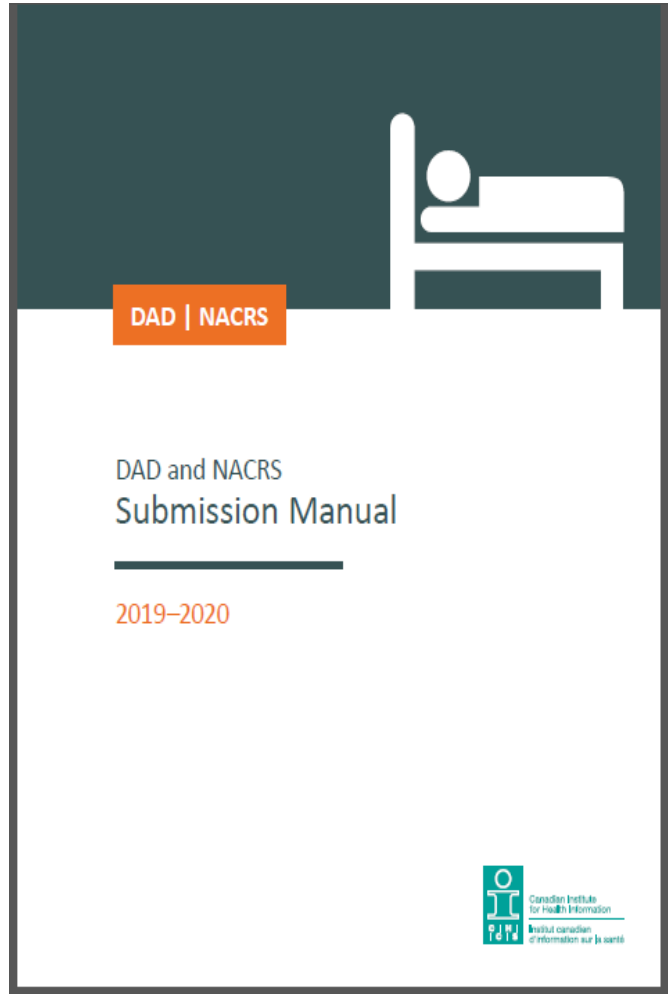 DAD | NACRS
DAD and NACRS
Submission Manual
2019–2020
Canadian Institute
for Health Information
Institut canadien
d'information sur la santé